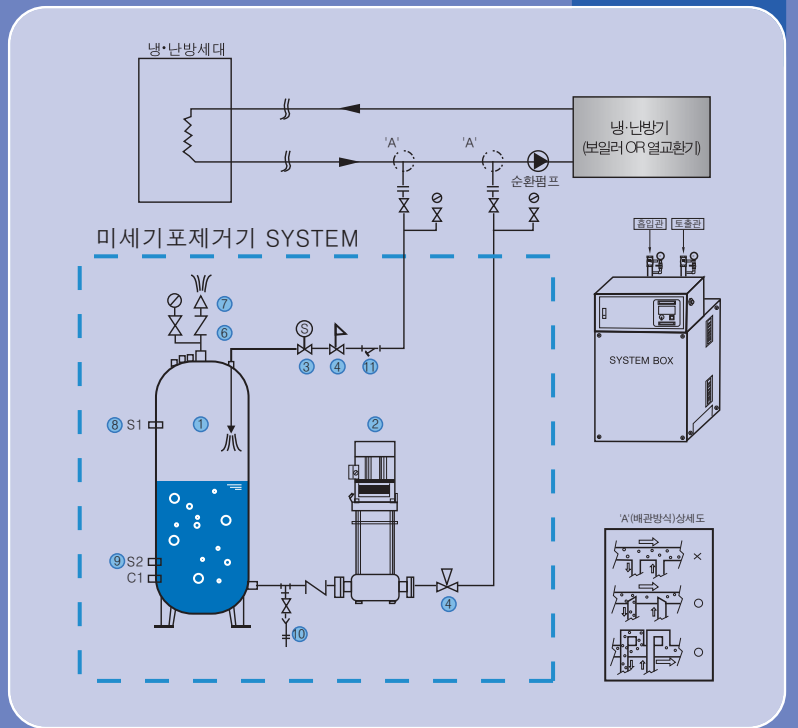 냉·난방세대
냉·난방기
(보일러 OR 열교환기)
'A'
'A'
순환펌프
미세기포제거기 SYSTEM
흡입관
토출관
⑦
⑥
S
③
④
⑪
SYSTEM BOX
⑧ S1
①
②
'A'(배관방식)상세도
×
⑨ S2
C1
○
④
⑩
○